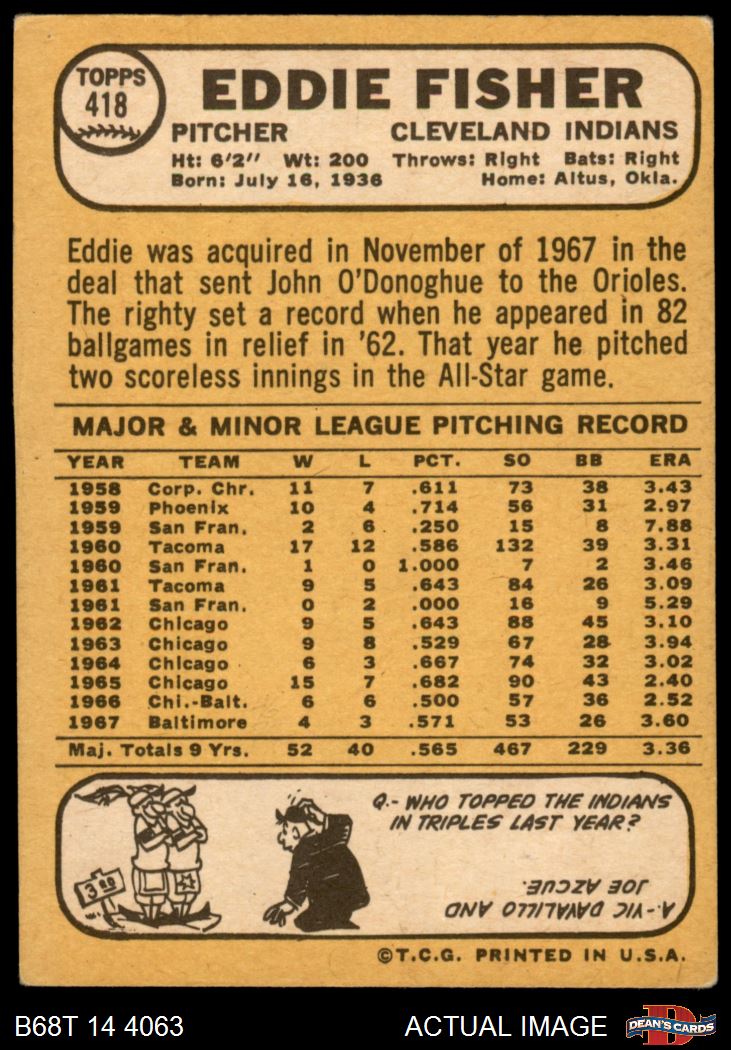 TOPPS
418
EDDIE FISHER
PITCHER CLEVELAND INDIANS
Ht: 6'2" Wt: 200 Throws: Right Bats: Right
Born: July 16, 1936 Home: Altus, Okla.
Eddie was acquired in November of 1967 in the
deal that sent John O'Donoghue to the Orioles.
The righty set a record when he appeared in 82
ballgames in relief in '62. That year he pitched
two scoreless innings in the All-Star game.
MAJOR & MINOR LEAGUE PITCHING RECORD
YEAR TEAM W L PCT. SO BB ERA
1958 Corp. Chr. 11 7 .611 73 38 3.43
1959 Phoenix 10 4 .714 56 31 2.97
1959 San Fran. 2 6 .250 15 8 7.88
1960 Tacoma 17 12 .586 132 39 3.31
1960 San Fran. 1 0 1.000 7 2 3.46
1961 Tacoma 9 5 .643 84 26 3.09
1961 San Fran. 0 2 .000 16 9 5.29
1962 Chicago 9 5 .643 88 45 3.10
1963 Chicago 9 8 .529 67 28 3.94
1964 Chicago 6 3 .667 74 32 3.02
1965 Chicago 15 7 .682 90 43 2.40
1966 Chi.-Balt. 6 6 .500 57 36 2.52
1967 Baltimore 4 3 .571 53 26 3.60
Maj. Totals 9 Yrs. 52 40 .565 467 229 3.36
Q.- WHO TOPPED THE INDIANS
IN TRIPLES LAST YEAR?
A.- VIC DAVALILLO AND
JOE AZCUE.
©T.C.G. PRINTED IN U.S.A.
B68T 14 4063 ACTUAL IMAGE DEAN'S CARDS